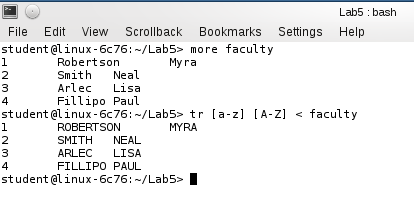 Lab5 : bash
File Edit View Scrollback Bookmarks Settings Help
student@linux-6c76:~/Lab5> more faculty
1 Robertson Myra
2 Smith Neal
3 Arlec Lisa
4 Fillipo Paul
student@linux-6c76:~/Lab5> tr [a-z] [A-Z] < faculty
1 ROBERTSON MYRA
2 SMITH NEAL
3 ARLEC LISA
4 FILLIPO PAUL
student@linux-6c76:~/Lab5>